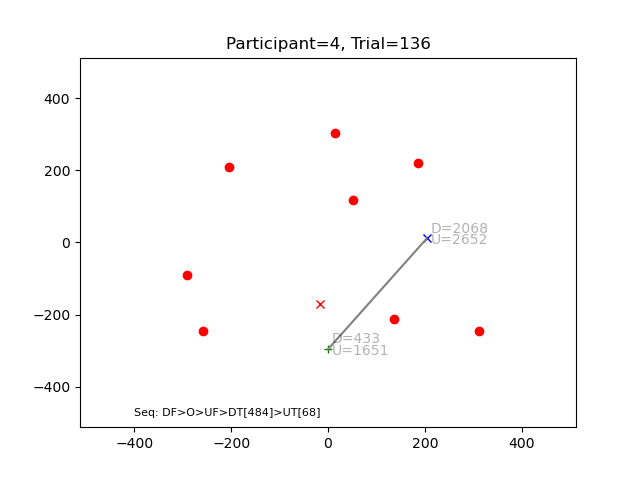 Participant=4, Trial=136
400
200
0
−200
−400
D=2068
U=2652
D=433
U=1651
Seq: DF>O>UF>DT[484]>UT[68]
−400
−200
0
200
400